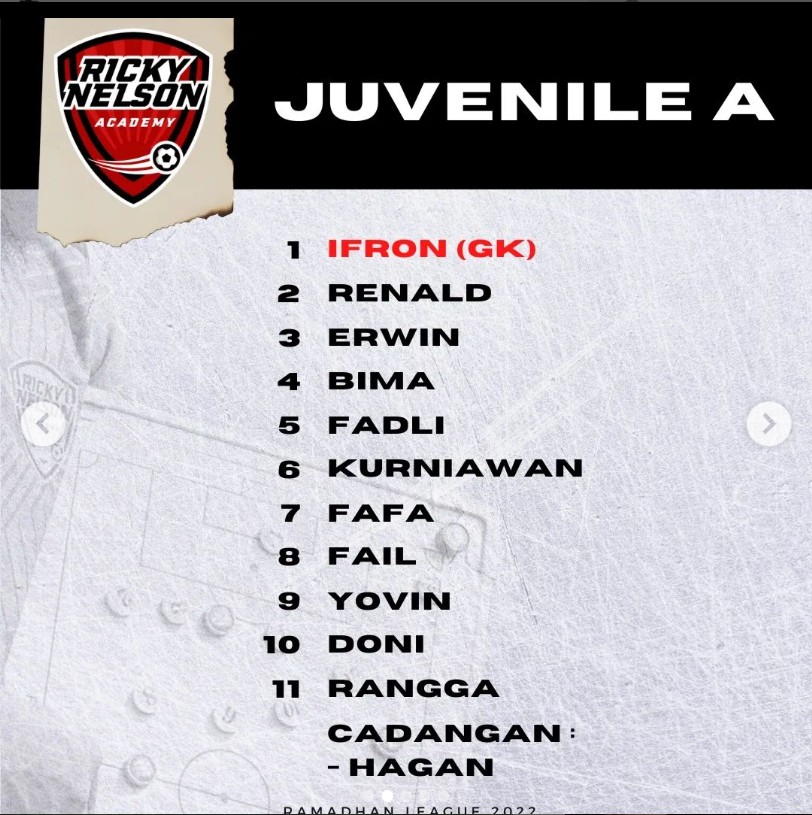 RICKY
NELSON
ACADEMY
JUVENILE A
1 IFRON (GK)
2 RENALD
3 ERWIN
4 BIMA
5 FADLI
6 KURNIAWAN
7 FAFA
8 FAIL
9 YOVIN
10 DONI
11 RANGGA
CADANGAN :
- HAGAN
RAMADHAN LEAGUE 2022